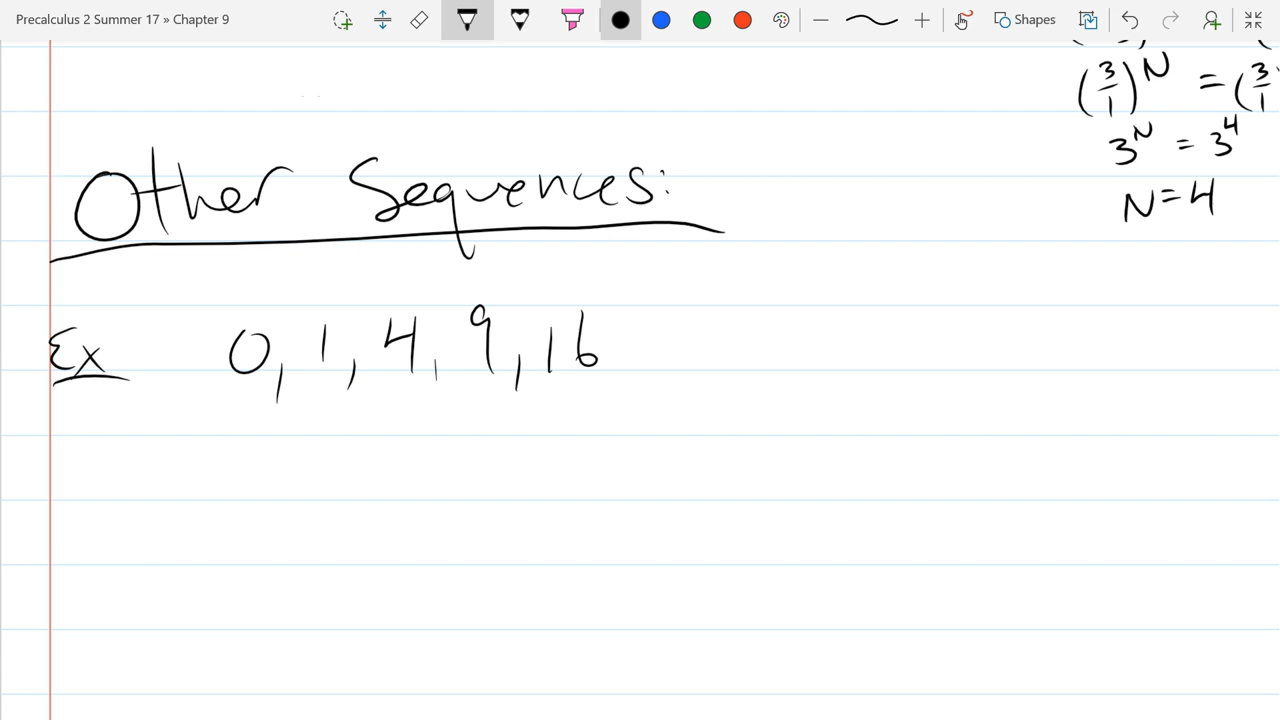 Precalculus 2 Summer 17 » Chapter 9
Shapes
(3/1)^N = (3/1
3^N = 3^4
N = 4
Other Sequences:
Ex 0, 1, 4, 9, 16